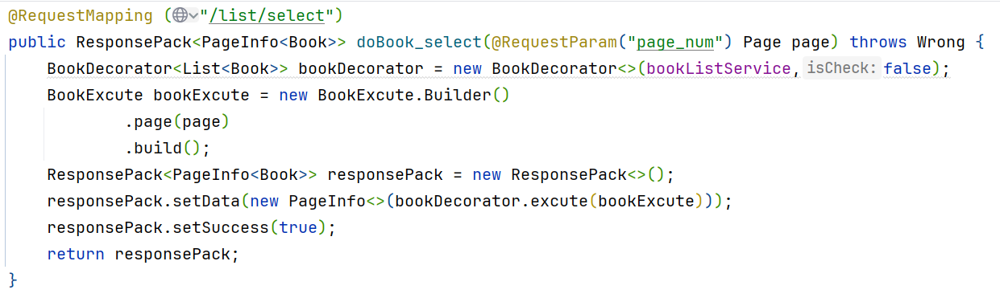 @RequestMapping ("/list/select")
public ResponsePack<PageInfo<Book>> doBook_select(@RequestParam("page_num") Page page) throws Wrong {
    BookDecorator<List<Book>> bookDecorator = new BookDecorator<>(bookListService, isCheck: false);
    BookExcute bookExcute = new BookExcute.Builder()
            .page(page)
            .build();
    ResponsePack<PageInfo<Book>> responsePack = new ResponsePack<>();
    responsePack.setData(new PageInfo<>(bookDecorator.excute(bookExcute)));
    responsePack.setSuccess(true);
    return responsePack;
}